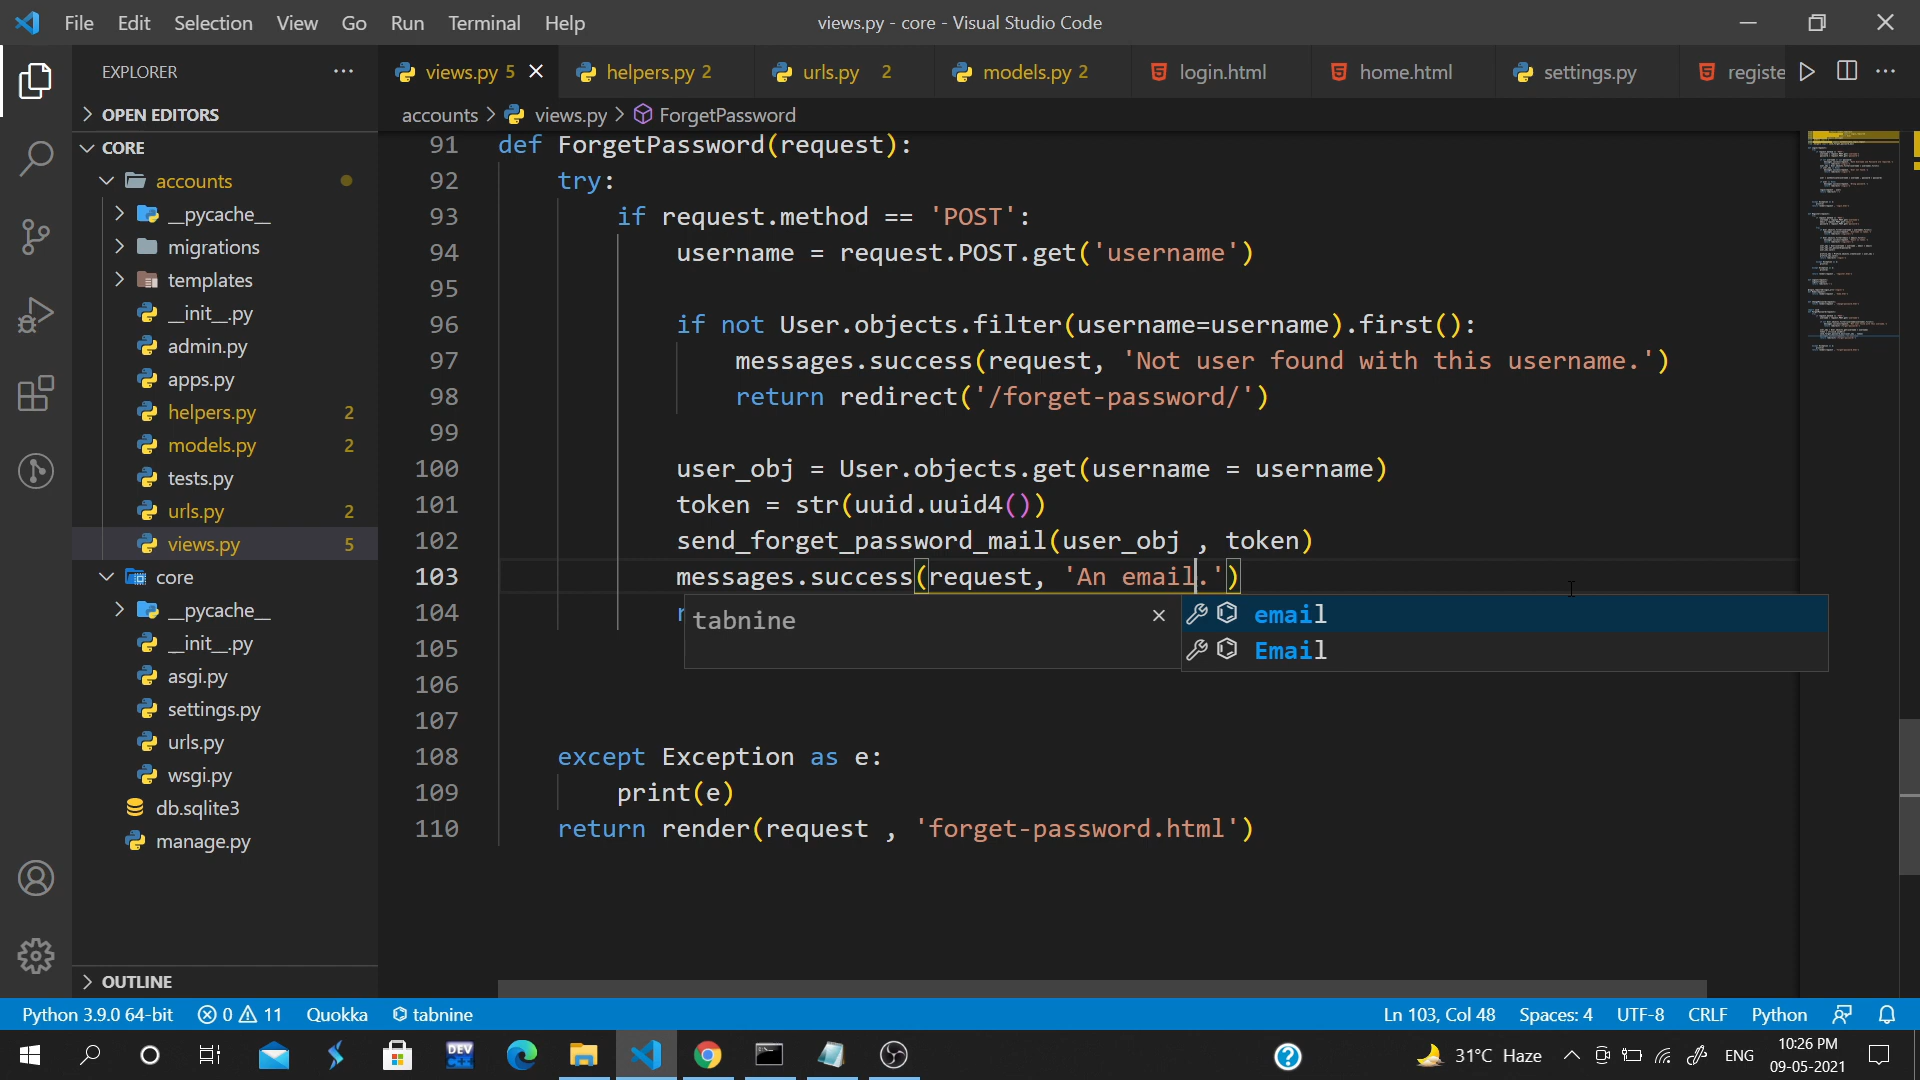 File Edit Selection View Go Run Terminal Help views.py - core - Visual Studio Code
EXPLORER ··· views.py 5 helpers.py 2 urls.py 2 models.py 2 login.html home.html settings.py registe ···
OPEN EDITORS
accounts > views.py > ForgetPassword
CORE
accounts
__pycache__
migrations
templates
__init__.py
admin.py
apps.py
helpers.py 2
models.py 2
tests.py
urls.py 2
views.py 5
core
__pycache__
__init__.py
asgi.py
settings.py
urls.py
wsgi.py
db.sqlite3
manage.py
OUTLINE
91 def ForgetPassword(request):
92 try:
93 if request.method == 'POST':
94 username = request.POST.get('username')
95
96 if not User.objects.filter(username=username).first():
97 messages.success(request, 'Not user found with this username.')
98 return redirect('/forget-password/')
99
100 user_obj = User.objects.get(username = username)
101 token = str(uuid.uuid4())
102 send_forget_password_mail(user_obj , token)
103 messages.success(request, 'An email.')
104 r
tabnine
email
Email
105
106
107
108 except Exception as e:
109 print(e)
110 return render(request , 'forget-password.html')
Python 3.9.0 64-bit 0 11 Quokka tabnine Ln 103, Col 48 Spaces: 4 UTF-8 CRLF Python
DEV C++ 31°C Haze ENG 10:26 PM
09-05-2021